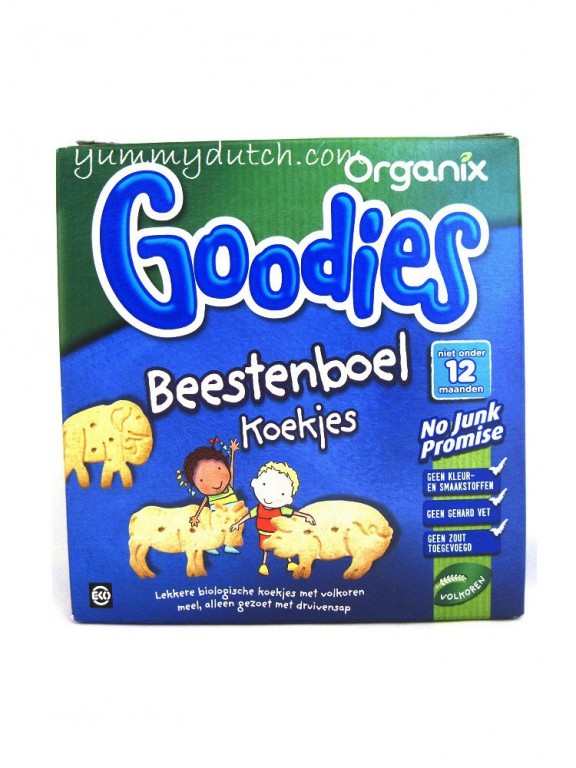 yummydutch.com
Organix
Goodies
Beestenboel
Koekjes
niet onder
12
maanden
No Junk
Promise
GEEN KLEUR-
EN SMAAKSTOFFEN
GEEN GEHARD VET
GEEN ZOUT
TOEGEVOEGD
VOLKOREN
EKO
Lekkere biologische koekjes met volkoren
meel, alleen gezoet met druivensap